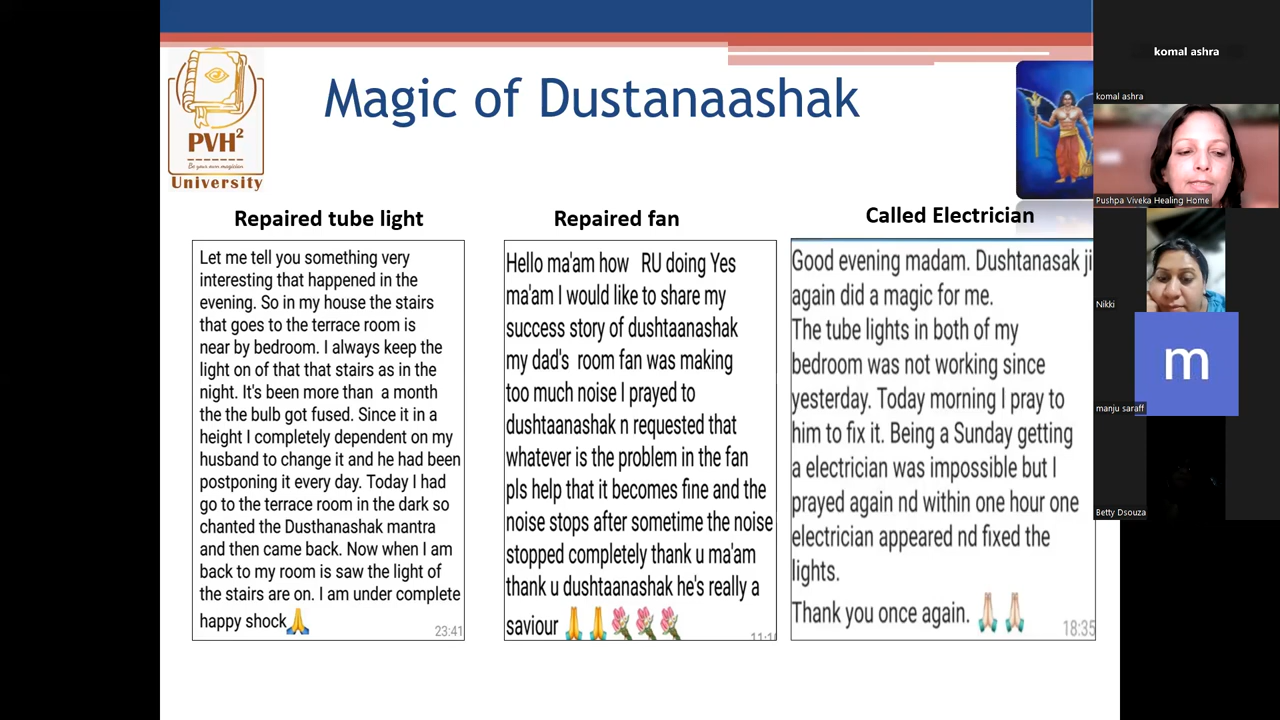 Magic of Dustanaashak
PVH²
Be your own magician
University
Repaired tube light
Let me tell you something very
interesting that happened in the
evening. So in my house the stairs
that goes to the terrace room is
near by bedroom. I always keep the
light on of that that stairs as in the
night. It's been more than a month
the the bulb got fused. Since it in a
height I completely dependent on my
husband to change it and he had been
postponing it every day. Today I had
go to the terrace room in the dark so
chanted the Dusthanashak mantra
and then came back. Now when I am
back to my room is saw the light of
the stairs are on. I am under complete
happy shock🙏
23:41
Repaired fan
Hello ma'am how RU doing Yes
ma'am I would like to share my
success story of dushtaanashak
my dad's room fan was making
too much noise I prayed to
dushtaanashak n requested that
whatever is the problem in the fan
pls help that it becomes fine and the
noise stops after sometime the noise
stopped completely thank u ma'am
thank u dushtaanashak he's really a
saviour 🙏🙏💐💐💐
Called Electrician
Good evening madam. Dushtanasak ji
again did a magic for me.
The tube lights in both of my
bedroom was not working since
yesterday. Today morning I pray to
him to fix it. Being a Sunday getting
a electrician was impossible but I
prayed again nd within one hour one
electrician appeared nd fixed the
lights.
Thank you once again. 🙏🏻🙏🏻
18:35
komal ashra
komal ashra
Pushpa Viveka Healing Home
Nikki
m
manju saraff
Betty Dsouza